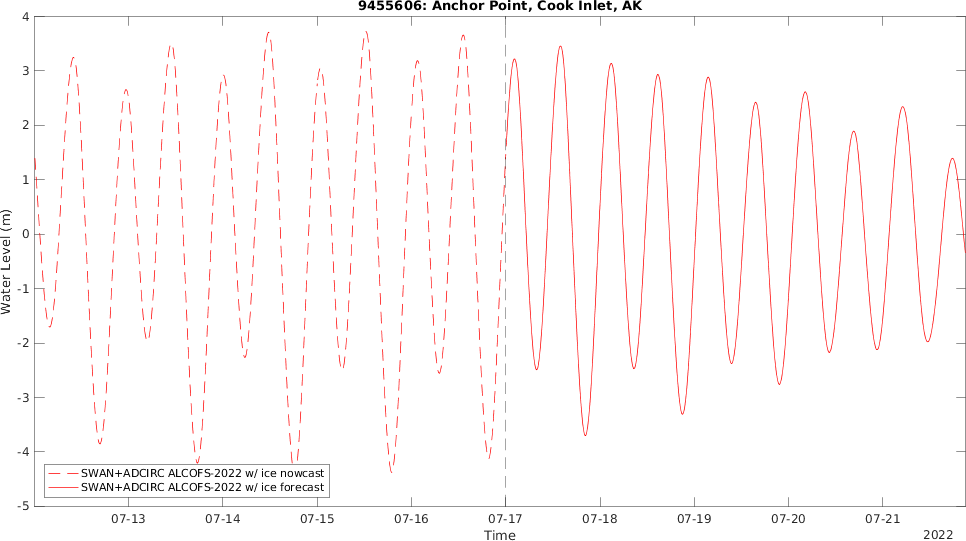 9455606: Anchor Point, Cook Inlet, AK
4
3
2
1
0
-1
-2
-3
-4
-5
Water Level (m)
SWAN+ADCIRC ALCOFS-2022 w/ ice nowcast
SWAN+ADCIRC ALCOFS-2022 w/ ice forecast
07-13 07-14 07-15 07-16 07-17 07-18 07-19 07-20 07-21
Time
2022